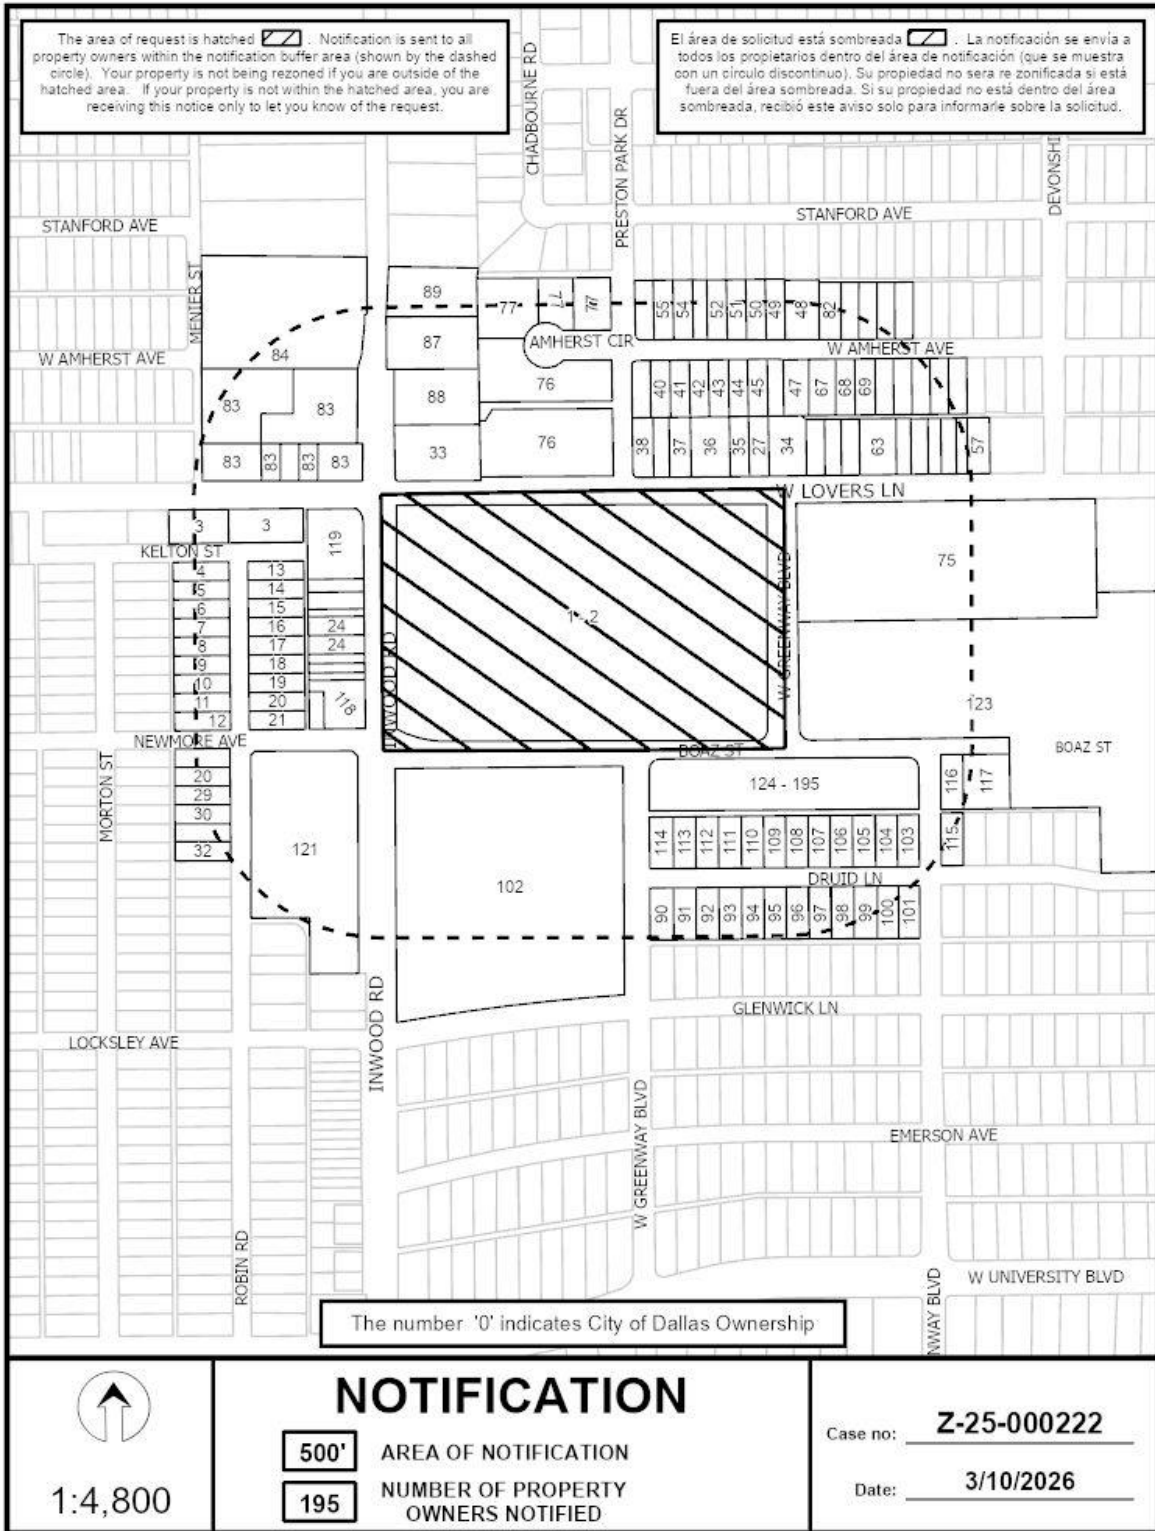 The area of request is hatched . Notification is sent to all
property owners within the notification buffer area (shown by the dashed
circle). Your property is not being rezoned if you are outside of the
hatched area. If your property is not within the hatched area, you are
receiving this notice only to let you know of the request.
El área de solicitud está sombreada . La notificación se envía a
todos los propietarios dentro del área de notificación (que se muestra
con un círculo discontinuo). Su propiedad no sera re zonificada si está
fuera del área sombreada. Si su propiedad no está dentro del área
sombreada, recibió este aviso solo para informarle sobre la solicitud.
CHADBOURNE RD
PRESTON PARK DR
DEVONSHI
STANFORD AVE
STANFORD AVE
MENIER ST
89
77
77
77
55
54
52
51
50
49
48
82
W AMHERST AVE
84
87
AMHERST CIR
W AMHERST AVE
83
83
88
76
40
41
42
43
44
45
47
67
68
69
83
83
83
83
33
76
38
37
36
35
27
34
63
57
W LOVERS LN
3
3
119
KELTON ST
75
4
13
5
14
6
15
7
16
24
8
17
24
9
18
10
19
11
20
12
21
118
1 - 2
INWOOD RD
W GREENWAY BLVD
123
NEWMORE AVE
BOAZ ST
BOAZ ST
MORTON ST
20
29
30
32
121
102
124 - 195
116
117
114
113
112
111
110
109
108
107
106
105
104
103
115
DRUID LN
90
91
92
93
94
95
96
97
98
99
100
101
INWOOD RD
GLENWICK LN
LOCKSLEY AVE
W GREENWAY BLVD
EMERSON AVE
ROBIN RD
W UNIVERSITY BLVD
NWAY BLVD
The number '0' indicates City of Dallas Ownership
1:4,800
NOTIFICATION
500' AREA OF NOTIFICATION
195 NUMBER OF PROPERTY
OWNERS NOTIFIED
Case no: Z-25-000222
Date: 3/10/2026